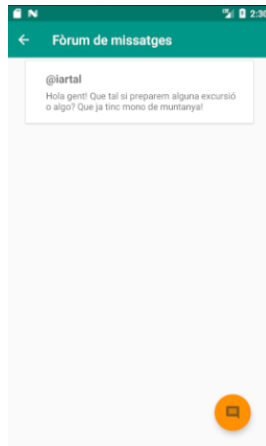 2:30
Fòrum de missatges
@iartal
Hola gent! Que tal si preparem alguna excursió
o algo? Que ja tinc mono de muntanya!